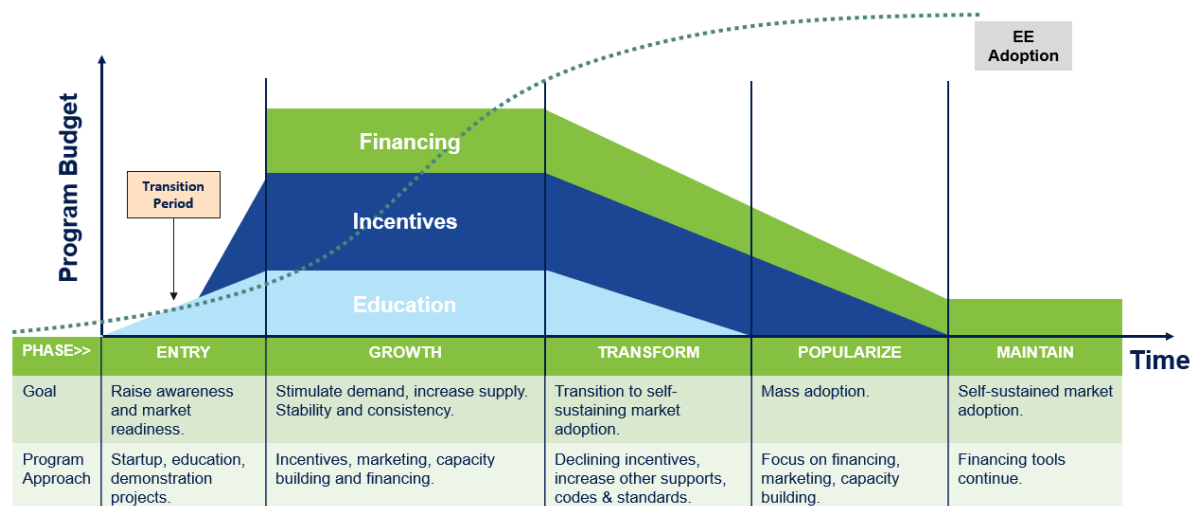 EE
Adoption
Program Budget
Financing
Transition
Period
Incentives
Education
PHASE>>
ENTRY
GROWTH
TRANSFORM
POPULARIZE
MAINTAIN
Time
Goal
Raise awareness
and market
readiness.
Stimulate demand, increase supply.
Stability and consistency.
Transition to self-
sustaining market
adoption.
Mass adoption.
Self-sustained market
adoption.
Program
Approach
Startup, education,
demonstration
projects.
Incentives, marketing, capacity
building and financing.
Declining incentives,
increase other supports,
codes & standards.
Focus on financing,
marketing, capacity
building.
Financing tools
continue.